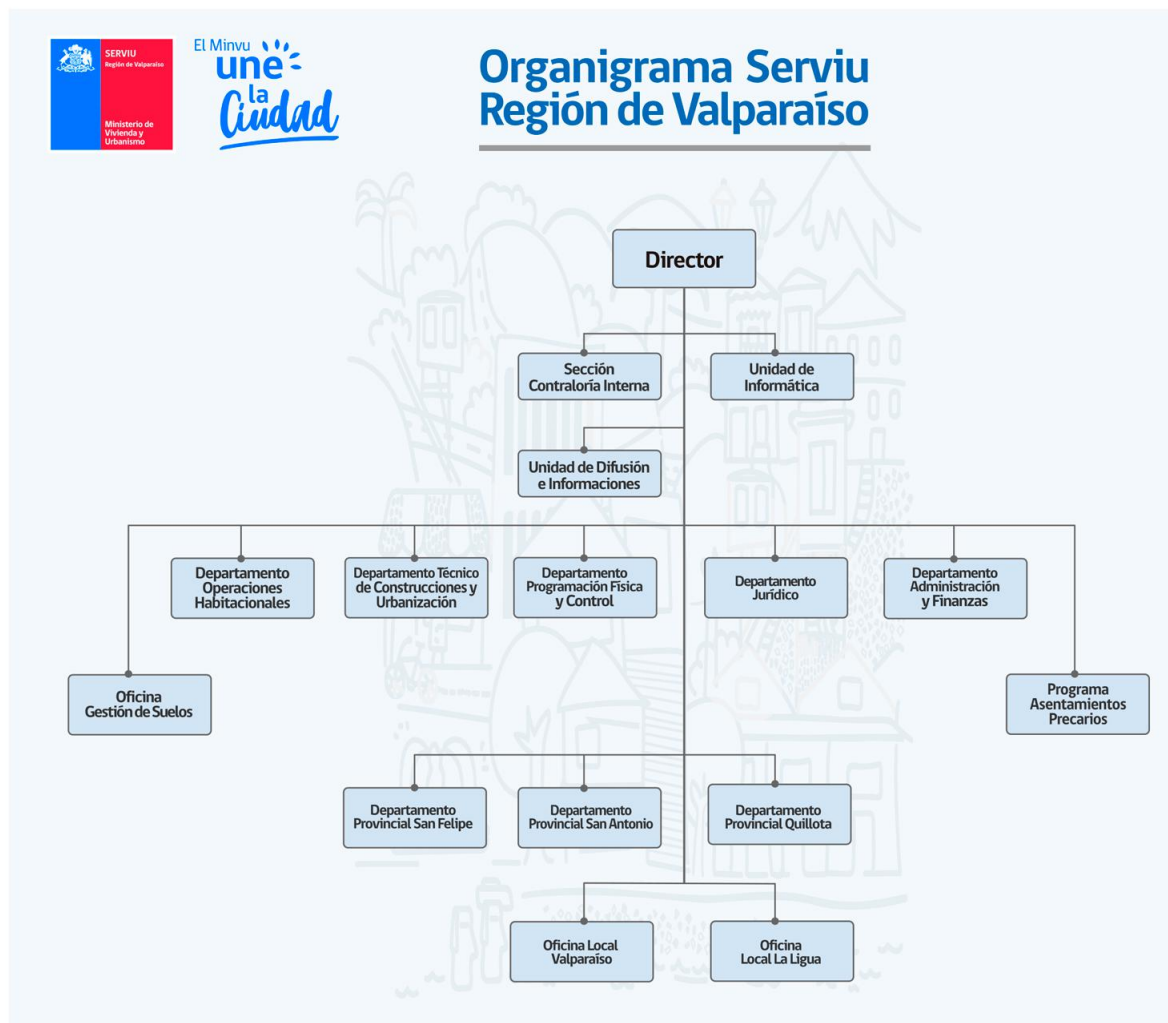 SERVIU
Región de Valparaíso
Ministerio de
Vivienda y
Urbanismo
El Minvu
une
la
Ciudad
Organigrama Serviu
Región de Valparaíso
Director
Sección
Contraloría Interna
Unidad de
Informática
Unidad de Difusión
e Informaciones
Departamento
Operaciones
Habitacionales
Departamento Técnico
de Construcciones y
Urbanización
Departamento
Programación Física
y Control
Departamento
Jurídico
Departamento
Administración
y Finanzas
Oficina
Gestión de Suelos
Programa
Asentamientos
Precarios
Departamento
Provincial San Felipe
Departamento
Provincial San Antonio
Departamento
Provincial Quillota
Oficina Local
Valparaíso
Oficina
Local La Ligua